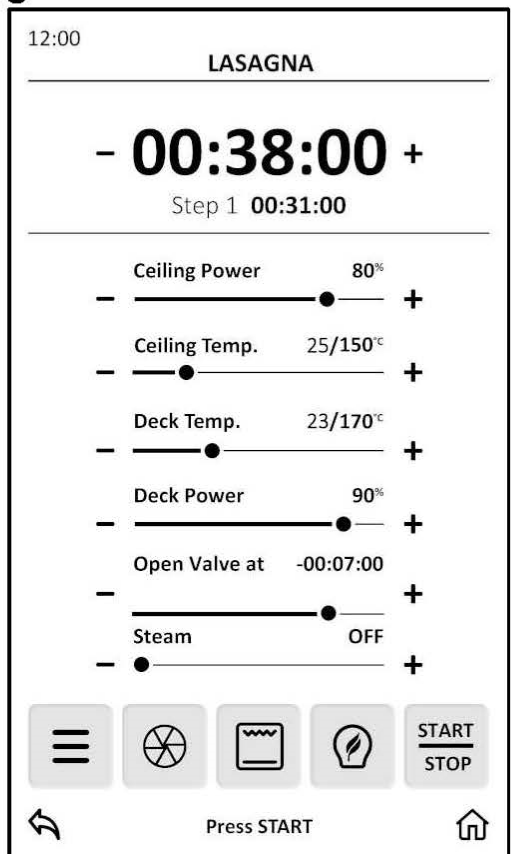 12:00
LASAGNA
- 00:38:00 +
Step 1 00:31:00
Ceiling Power 80%
- +
Ceiling Temp. 25/150°C
- +
Deck Temp. 23/170°C
- +
Deck Power 90%
- +
Open Valve at -00:07:00
- +
Steam OFF
- +
START
STOP
Press START